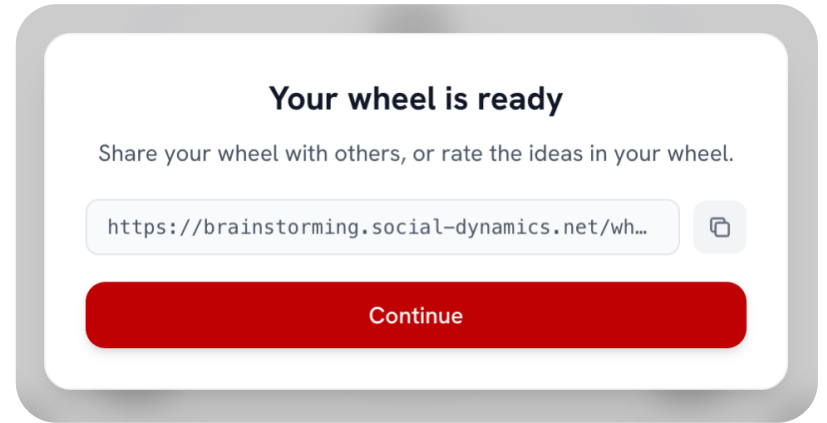 Your wheel is ready
Share your wheel with others, or rate the ideas in your wheel.
https://brainstorming.social-dynamics.net/wh…
Continue